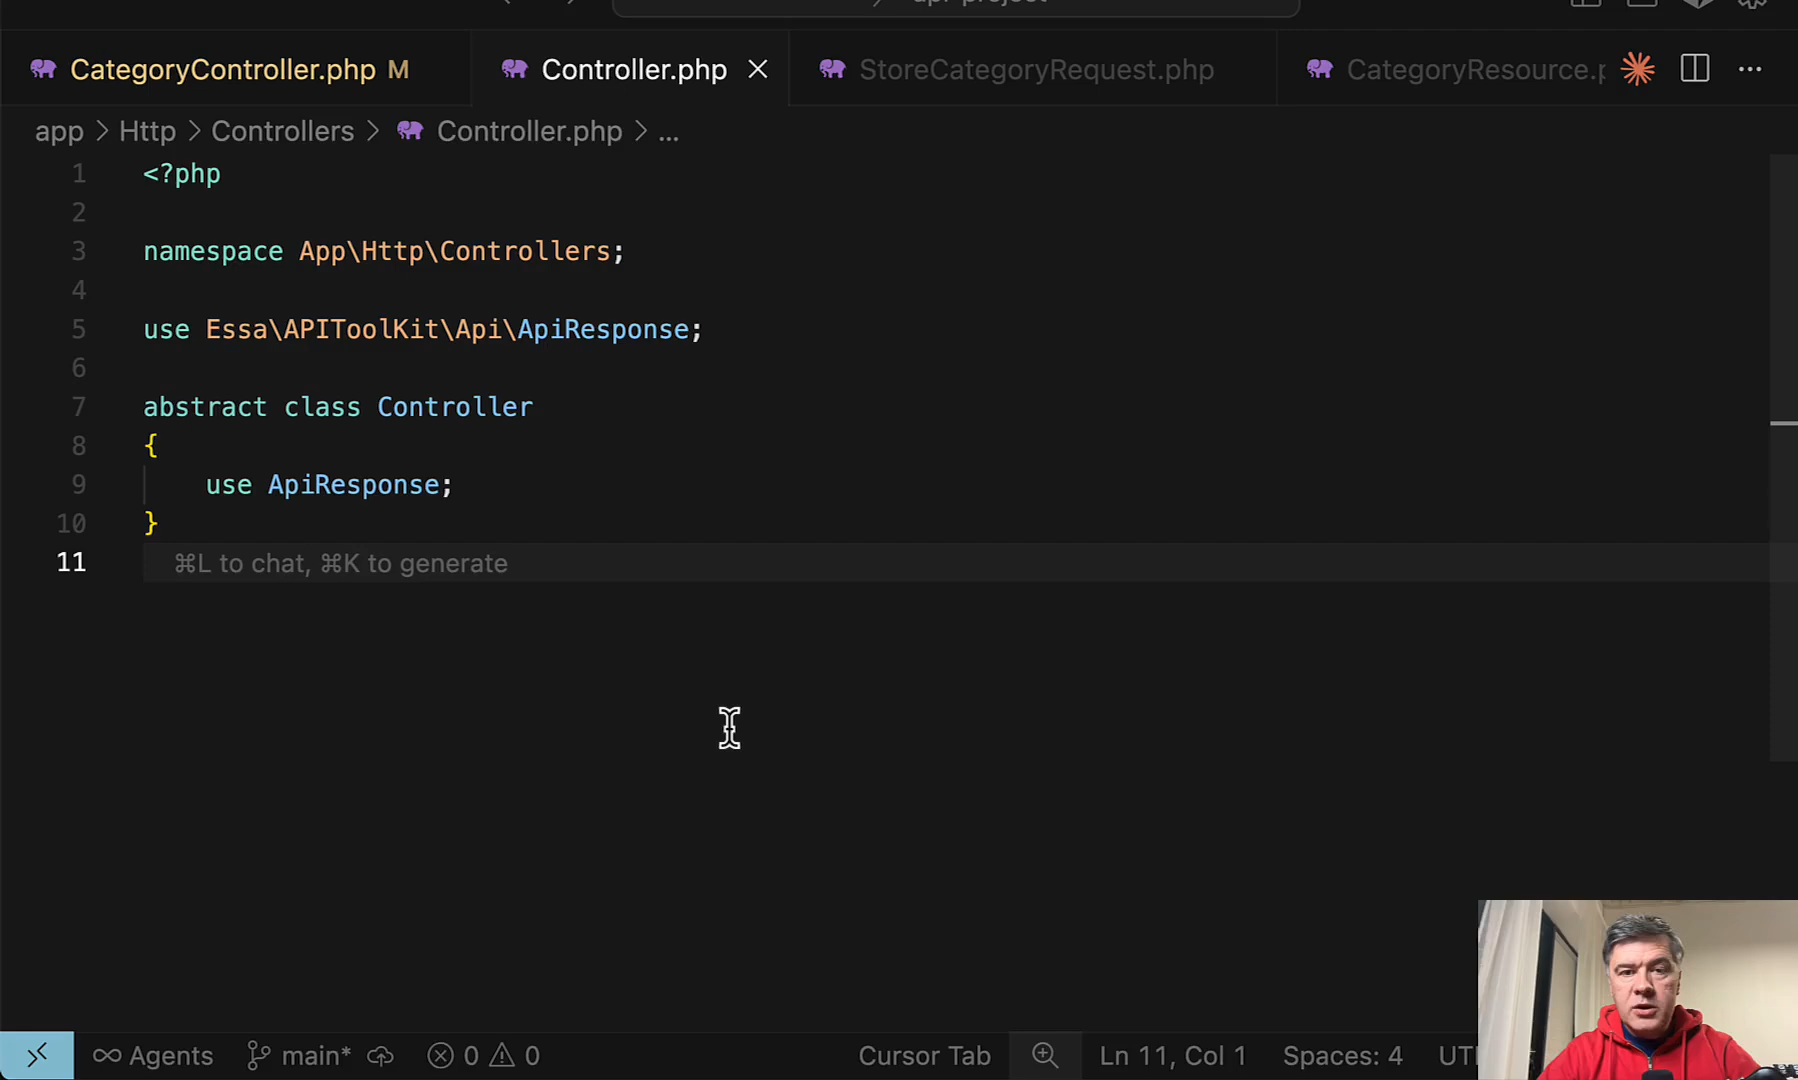 CategoryController.php M
Controller.php
StoreCategoryRequest.php
CategoryResource.p
app > Http > Controllers > Controller.php > ...
1 <?php
2
3 namespace App\Http\Controllers;
4
5 use Essa\APIToolKit\Api\ApiResponse;
6
7 abstract class Controller
8 {
9 use ApiResponse;
10 }
11 ⌘L to chat, ⌘K to generate
Agents main* 0 0 Cursor Tab Ln 11, Col 1 Spaces: 4